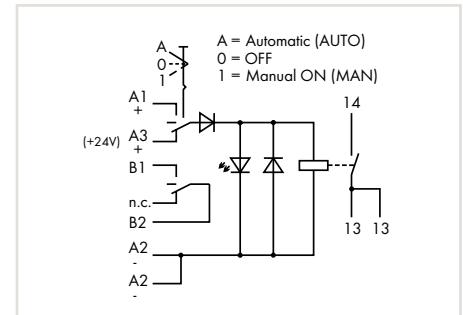 A
0
1
A = Automatic (AUTO)
0 = OFF
1 = Manual ON (MAN)
A1
+
(+24V) A3
+
B1
n.c.
B2
A2
-
A2
-
14
13 13